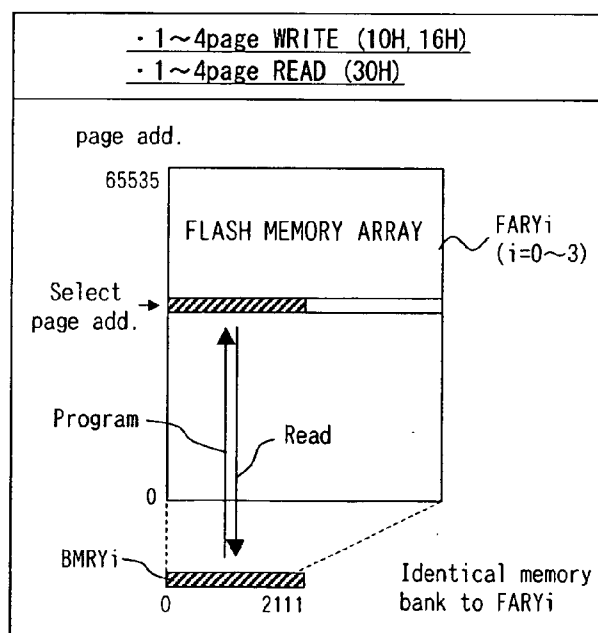 ・1～4page WRITE (10H, 16H)
・1～4page READ (30H)
page add.
65535
FLASH MEMORY ARRAY
FARYi
(i=0～3)
Select
page add.
Program
Read
0
BMRYi
0
2111
Identical memory
bank to FARYi